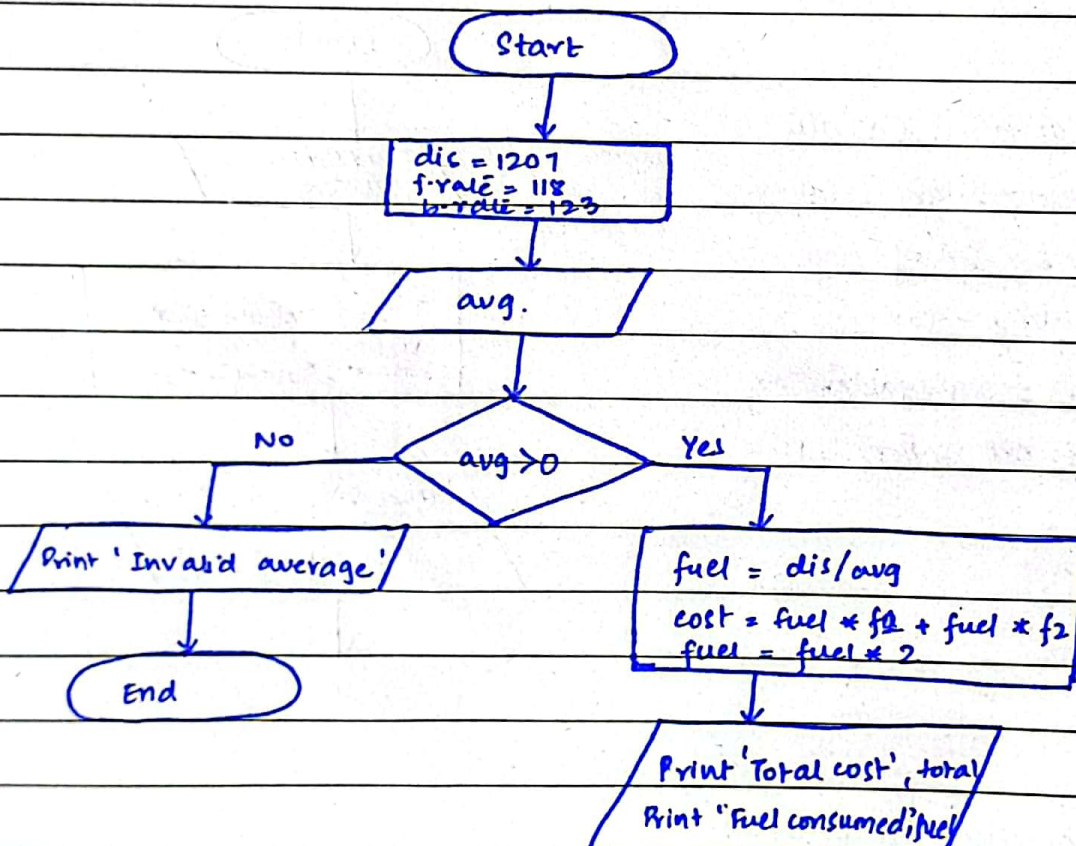 Start
dis = 1207
f-rate = 118
b-rate = 123
avg.
avg>0
No
Yes
Print 'Invalid average'
End
fuel = dis/avg
cost = fuel * f1 + fuel * f2
fuel = fuel * 2
Print 'Total cost', total
Print "Fuel consumed", fuel